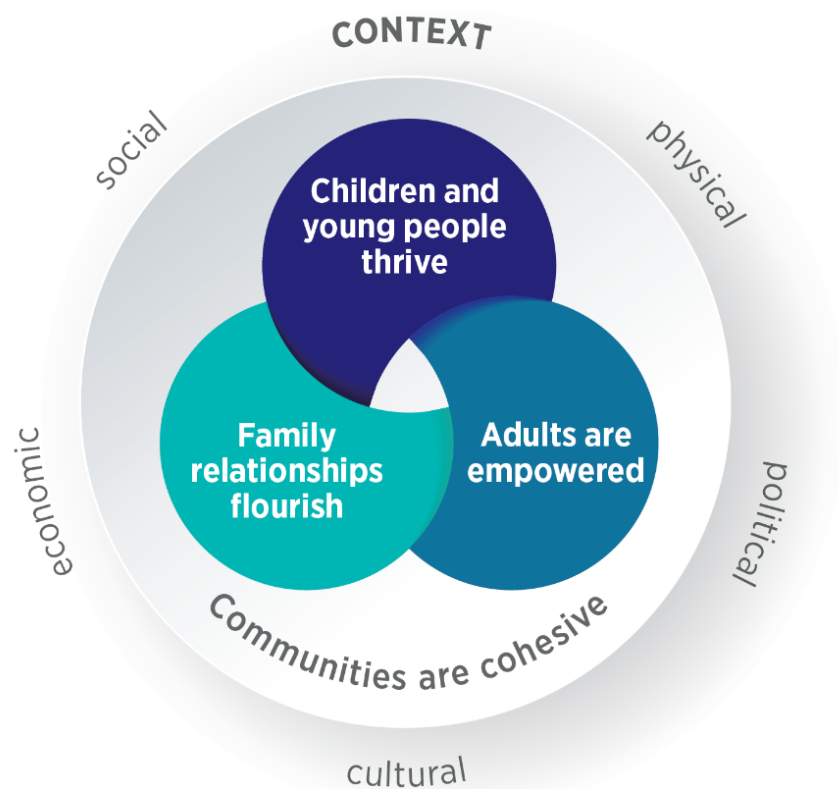 CONTEXT
social
physical
Children and
young people
thrive
Family
relationships
flourish
Adults are
empowered
economic
political
Communities are cohesive
cultural